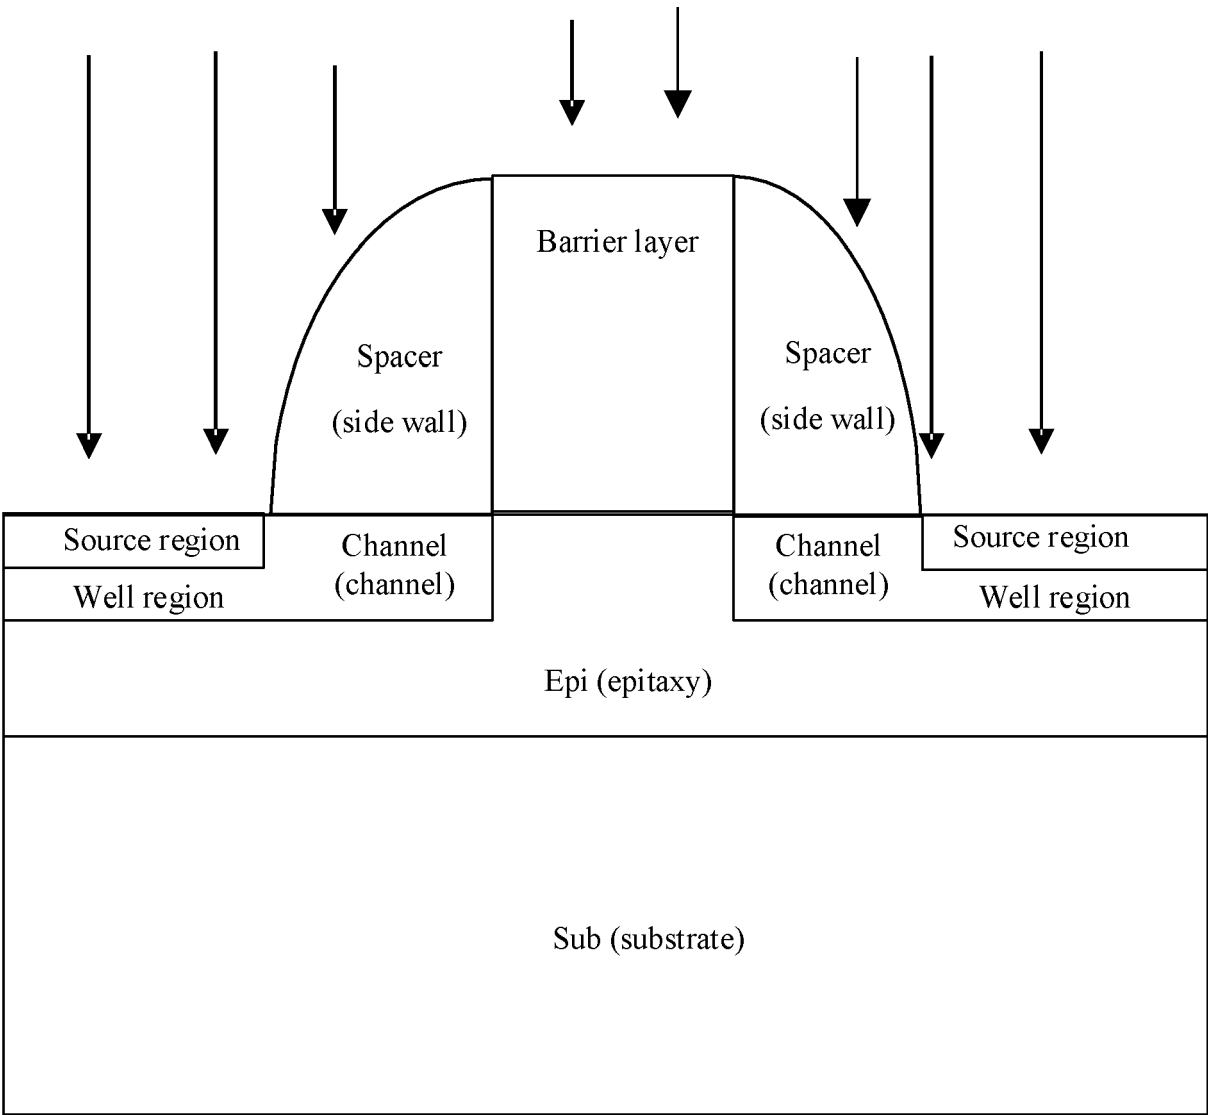 Barrier layer
Spacer
(side wall)
Spacer
(side wall)
Source region
Channel
(channel)
Well region
Channel
(channel)
Source region
Well region
Epi (epitaxy)
Sub (substrate)